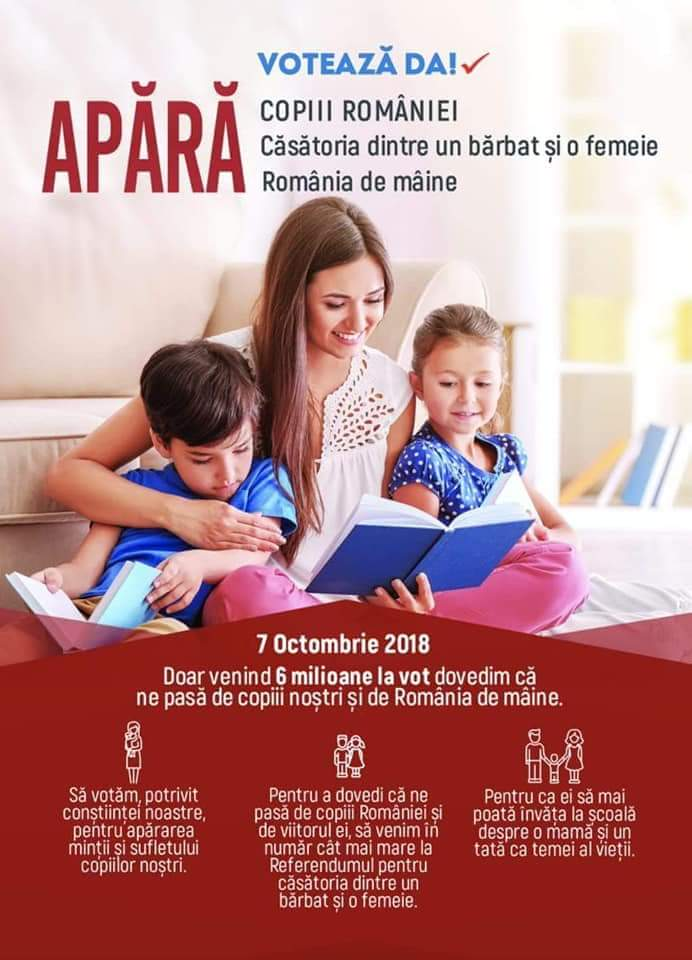 VOTEAZĂ DA!
APĂRĂ
COPIII ROMÂNIEI
Căsătoria dintre un bărbat și o femeie
România de mâine
7 Octombrie 2018
Doar venind 6 milioane la vot dovedim că
ne pasă de copiii noștri și de România de mâine.
Să votăm, potrivit
conștiinței noastre,
pentru apărarea
minții și sufletului
copiilor noștri.
Pentru a dovedi că ne
pasă de copiii României și
de viitorul ei, să venim în
număr cât mai mare la
Referendumul pentru
căsătoria dintre un
bărbat și o femeie.
Pentru ca ei să mai
poată învăța la școală
despre o mamă și un
tată ca temei al vieții.